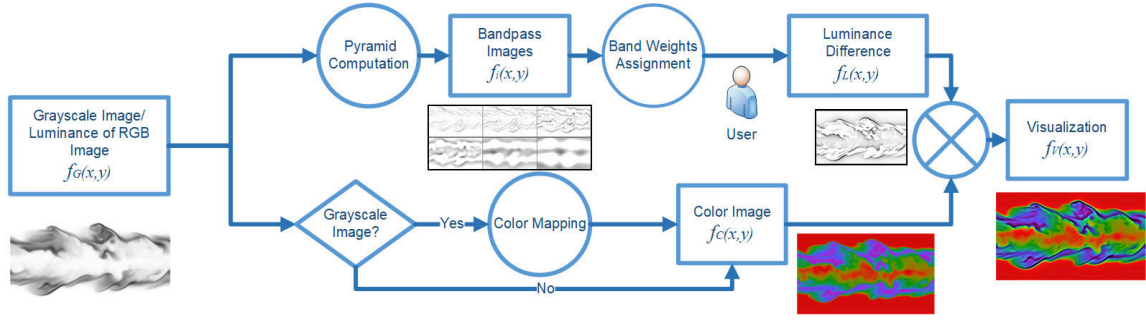 Grayscale Image/
Luminance of RGB
Image
fG(x,y)
Pyramid
Computation
Bandpass
Images
fi(x,y)
Band Weights
Assignment
User
Luminance
Difference
fL(x,y)
Grayscale
Image?
Yes
Color Mapping
No
Color Image
fC(x,y)
Visualization
fV(x,y)